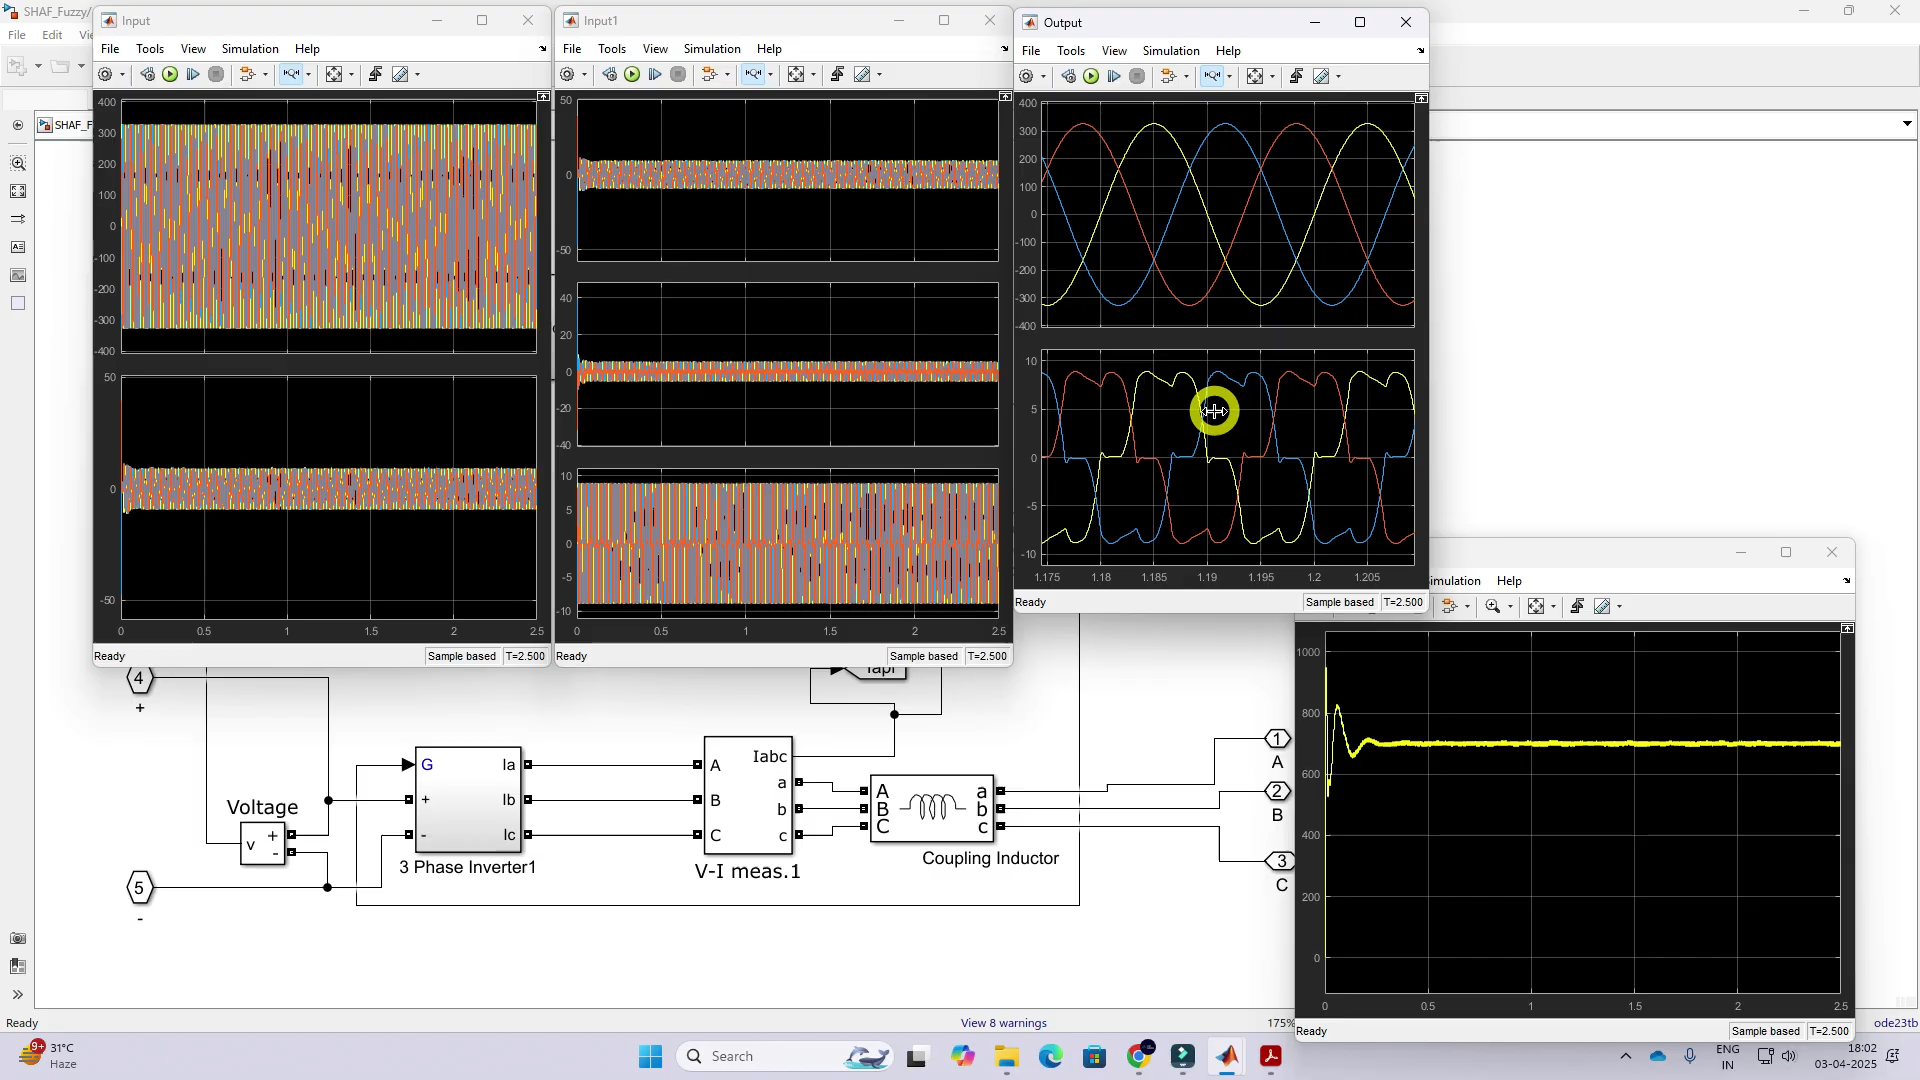 SHAF_Fuzzy/
File Edit Vi
SHAF_F
Input
File Tools View Simulation Help
400
300
200
100
0
-100
-200
-300
-400
50
0
-50
0 0.5 1 1.5 2 2.5
Ready Sample based T=2.500
Input1
File Tools View Simulation Help
50
0
-50
40
20
0
-20
-40
10
5
0
-5
-10
0 0.5 1 1.5 2 2.5
Ready Sample based T=2.500
Output
File Tools View Simulation Help
400
300
200
100
0
-100
-200
-300
-400
10
5
0
-5
-10
1.175 1.18 1.185 1.19 1.195 1.2 1.205
Ready Sample based T=2.500
imulation Help
1000
800
600
400
200
0
0 0.5 1 1.5 2 2.5
Ready Sample based T=2.500
4
+
Voltage
v + -
5
-
G Ia
+ Ib
- Ic
3 Phase Inverter1
Iabc
A a
B b
C c
V-I meas.1
A a
B b
C c
Coupling Inductor
1
A
2
B
3
C
Ready View 8 warnings 175% ode23tb
9+
31°C
Haze
Search
ENG
IN
18:02
03-04-2025